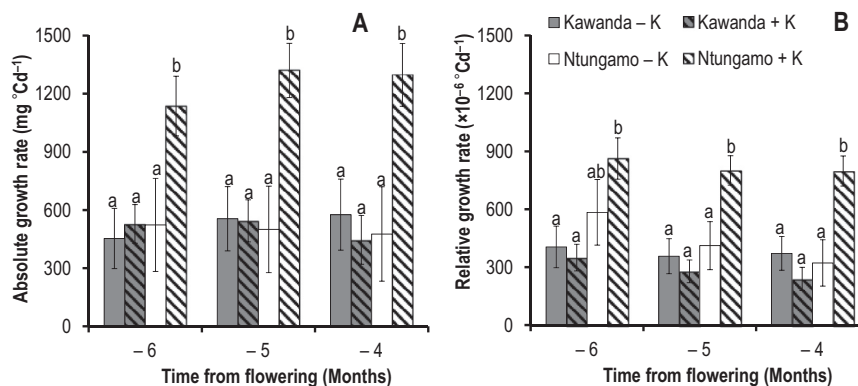 A
Absolute growth rate (mg °Cd⁻¹)
1500
1200
900
600
300
0
a a a b
a a a b
a a a b
– 6 – 5 – 4
Time from flowering (Months)
B
Kawanda – K Kawanda + K
Ntungamo – K Ntungamo + K
Relative growth rate (×10⁻⁶ °Cd⁻¹)
1500
1200
900
600
300
0
a a ab b
a a a b
a a a b
– 6 – 5 – 4
Time from flowering (Months)